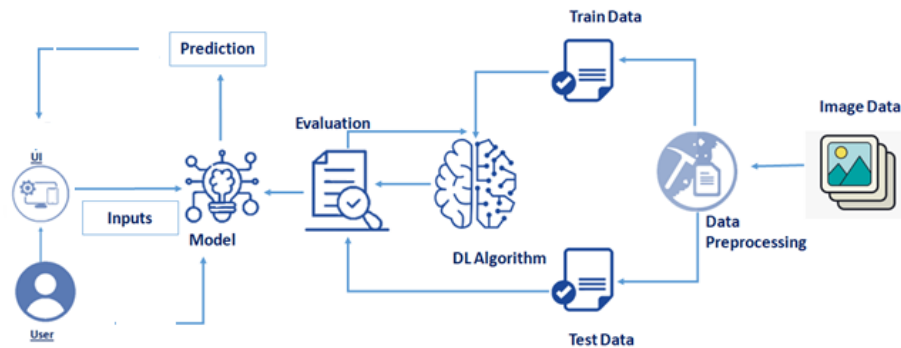 Train Data
Prediction
Image Data
Evaluation
UI
Inputs
Model
Data
Preprocessing
DL Algorithm
User
Test Data